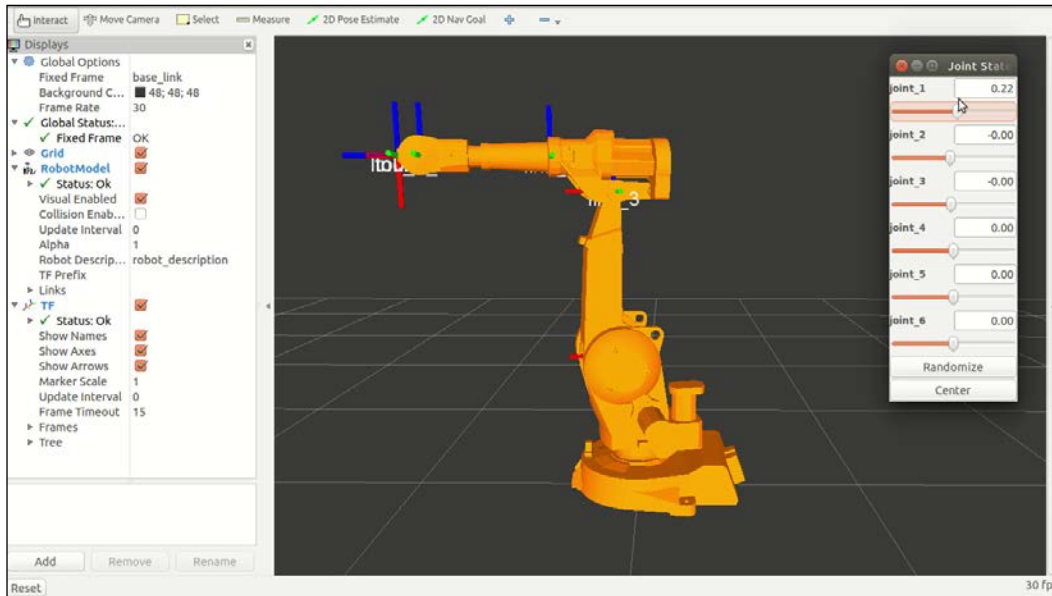 Interact Move Camera Select Measure 2D Pose Estimate 2D Nav Goal
Displays
Global Options
Fixed Frame base_link
Background C... 48; 48; 48
Frame Rate 30
Global Status:...
Fixed Frame OK
Grid
RobotModel
Status: Ok
Visual Enabled
Collision Enab...
Update Interval 0
Alpha 1
Robot Descrip... robot_description
TF Prefix
Links
TF
Status: Ok
Show Names
Show Axes
Show Arrows
Marker Scale 1
Update Interval 0
Frame Timeout 15
Frames
Tree
Add Remove Rename
Reset
Joint State
joint_1 0.22
joint_2 -0.00
joint_3 -0.00
joint_4 0.00
joint_5 0.00
joint_6 0.00
Randomize
Center
30 fp